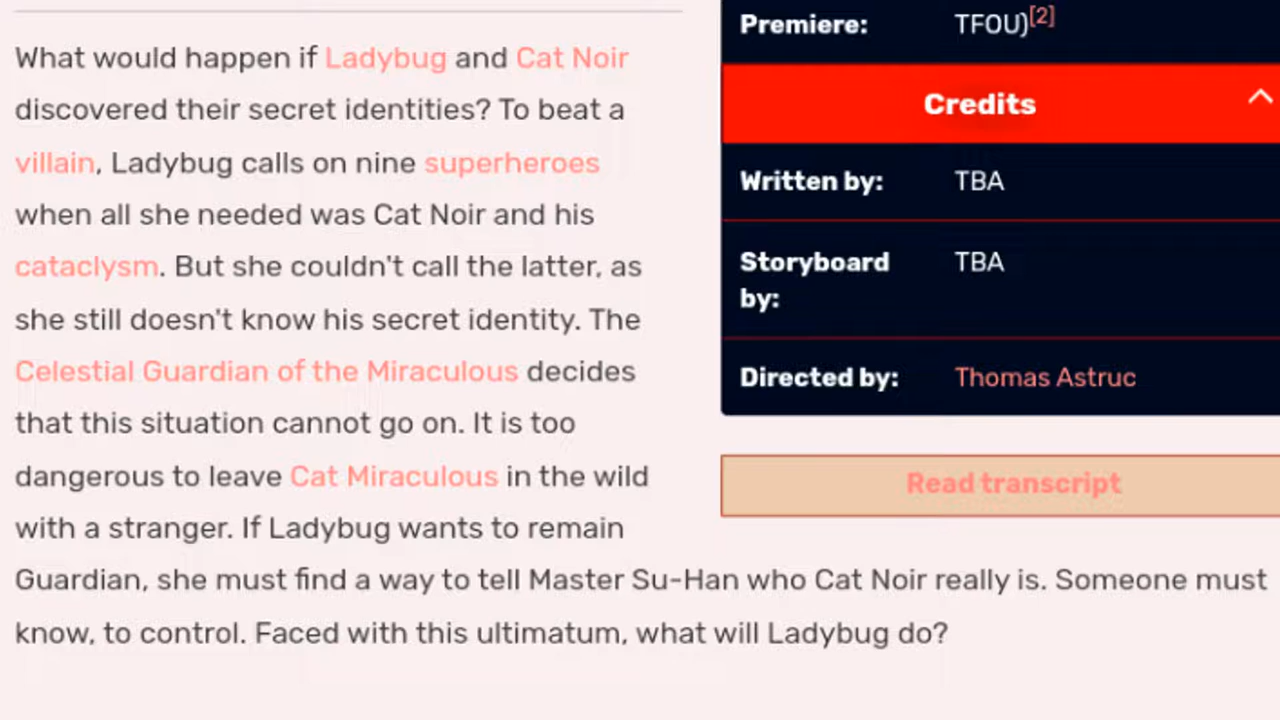 What would happen if Ladybug and Cat Noir
discovered their secret identities? To beat a
villain, Ladybug calls on nine superheroes
when all she needed was Cat Noir and his
cataclysm. But she couldn't call the latter, as
she still doesn't know his secret identity. The
Celestial Guardian of the Miraculous decides
that this situation cannot go on. It is too
dangerous to leave Cat Miraculous in the wild
with a stranger. If Ladybug wants to remain
Guardian, she must find a way to tell Master Su-Han who Cat Noir really is. Someone must
know, to control. Faced with this ultimatum, what will Ladybug do?
Premiere: TFOU)[2]
Credits
Written by: TBA
Storyboard TBA
by:
Directed by: Thomas Astruc
Read transcript